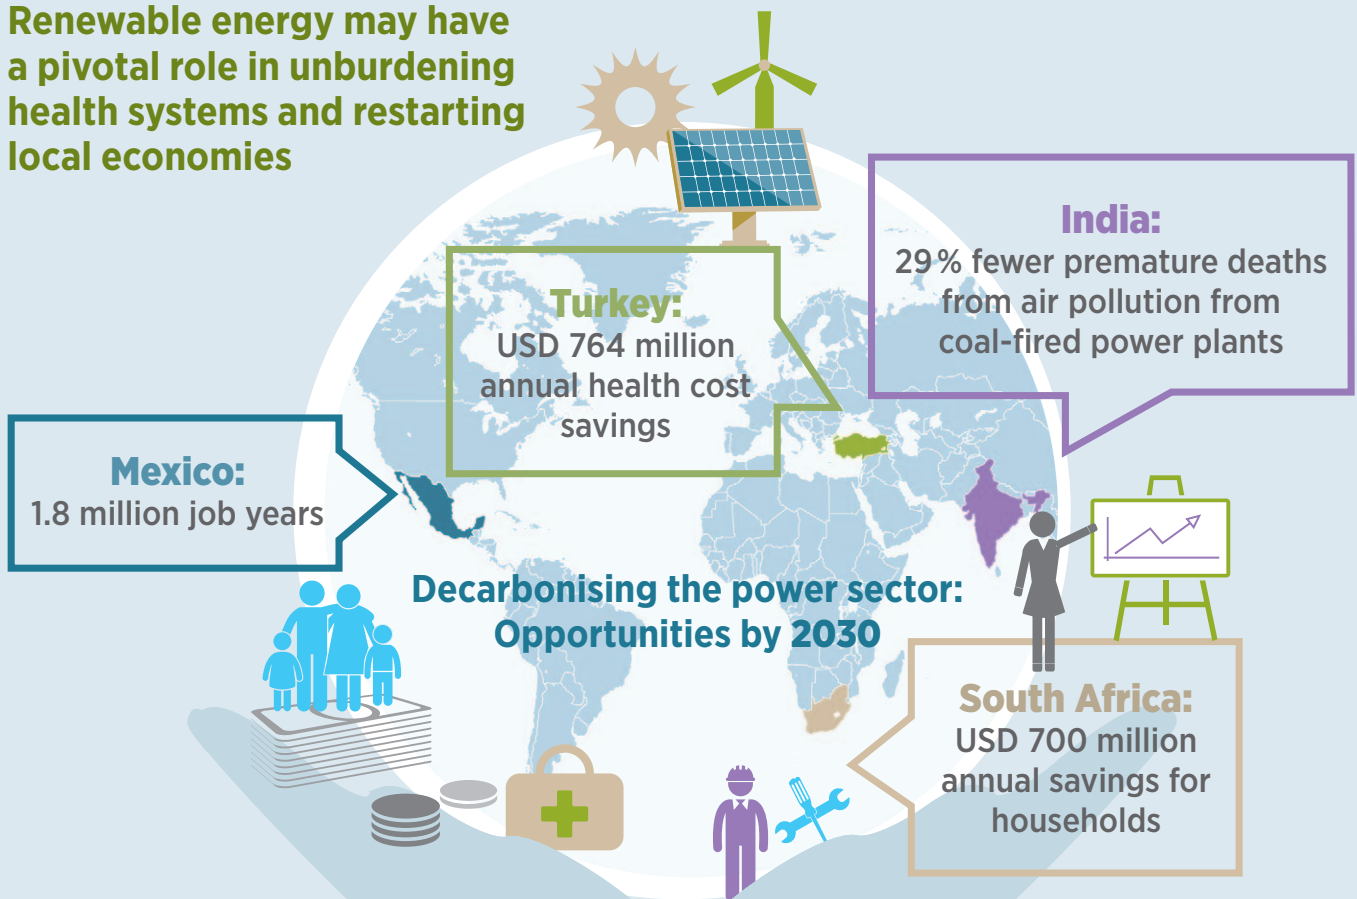 Renewable energy may have
a pivotal role in unburdening
health systems and restarting
local economies
India:
29% fewer premature deaths
from air pollution from
coal-fired power plants
Turkey:
USD 764 million
annual health cost
savings
Mexico:
1.8 million job years
Decarbonising the power sector:
Opportunities by 2030
South Africa:
USD 700 million
annual savings for
households